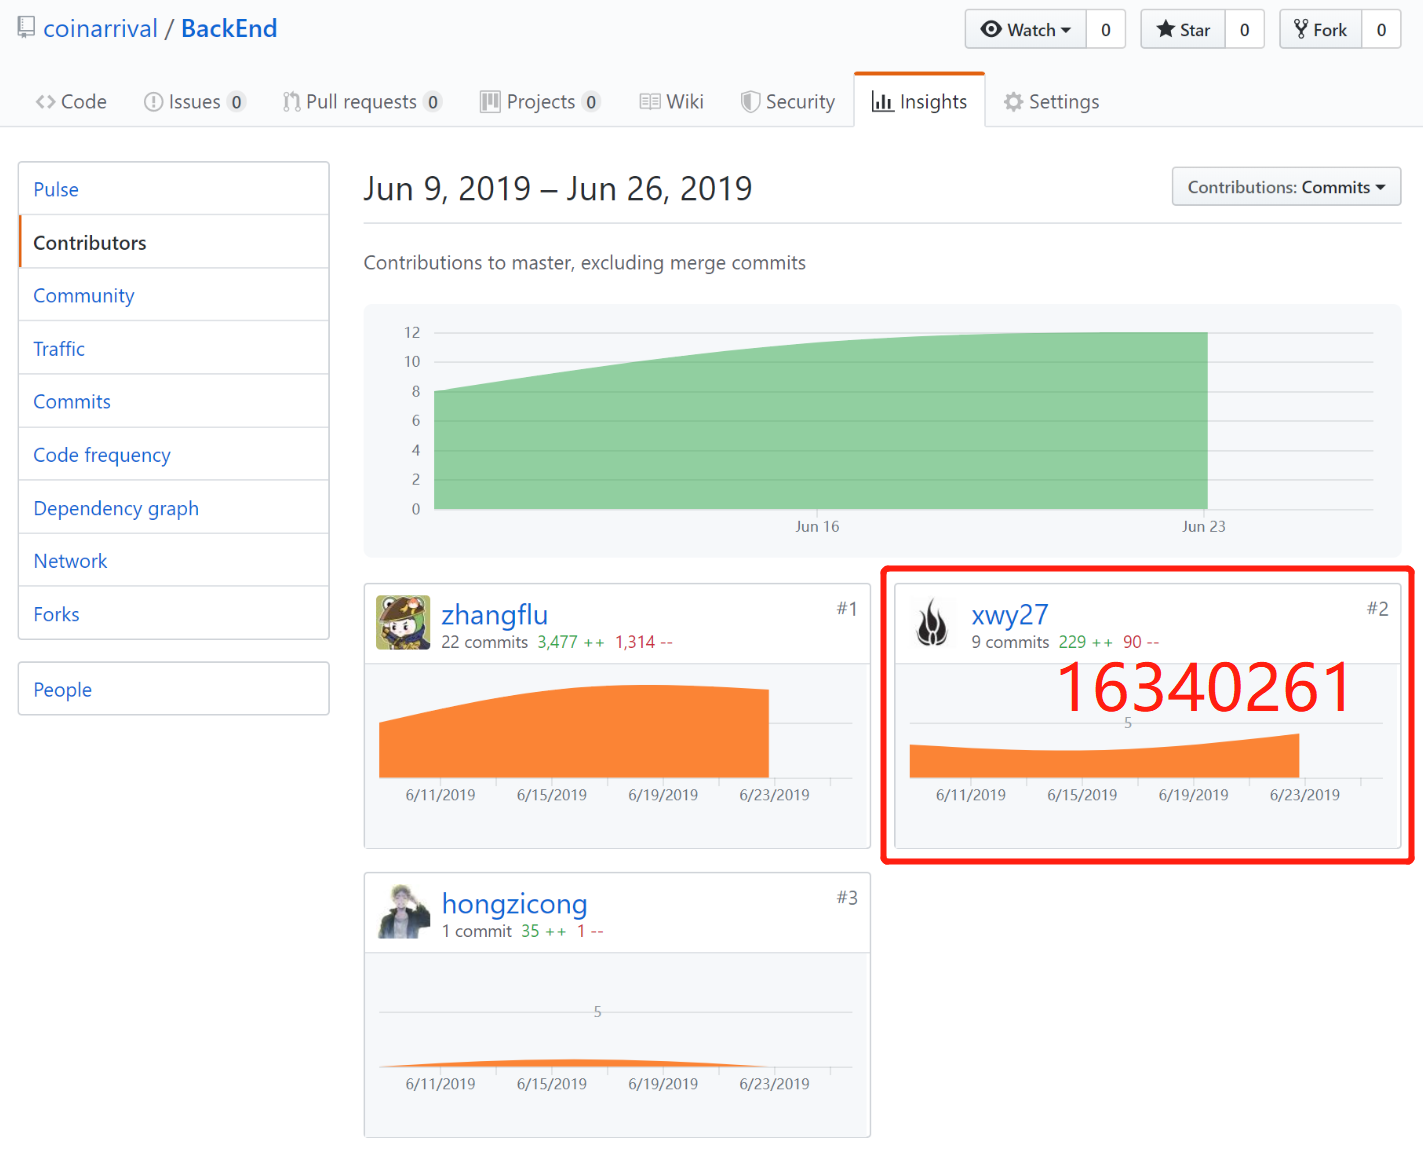 coinarrival / BackEnd
Watch 0 Star 0 Fork 0
Code Issues 0 Pull requests 0 Projects 0 Wiki Security Insights Settings
Pulse
Contributors
Community
Traffic
Commits
Code frequency
Dependency graph
Network
Forks
People
Jun 9, 2019 – Jun 26, 2019
Contributions: Commits
Contributions to master, excluding merge commits
12
10
8
6
4
2
0
Jun 16 Jun 23
zhangflu #1
22 commits 3,477 ++ 1,314 --
6/11/2019 6/15/2019 6/19/2019 6/23/2019
xwy27 #2
9 commits 229 ++ 90 --
16340261
5
6/11/2019 6/15/2019 6/19/2019 6/23/2019
hongzicong #3
1 commit 35 ++ 1 --
5
6/11/2019 6/15/2019 6/19/2019 6/23/2019